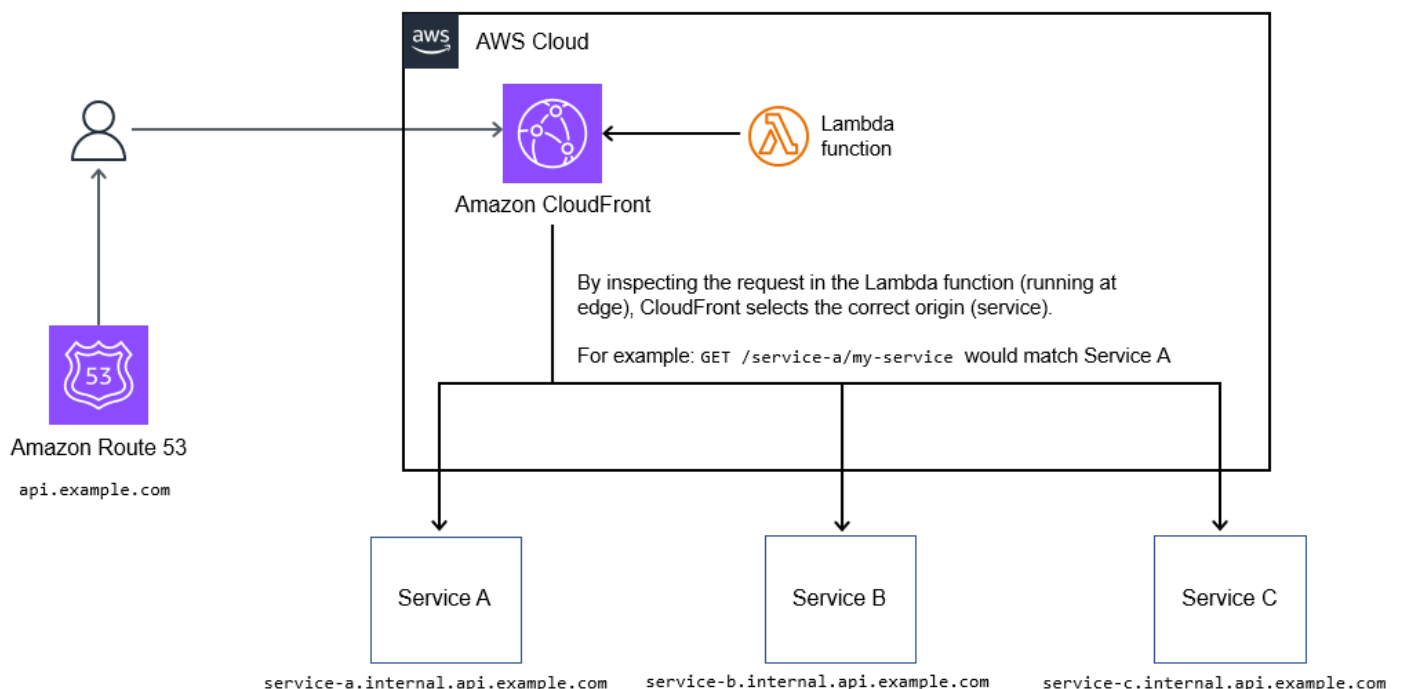 aws
AWS Cloud
Lambda
function
Amazon CloudFront
By inspecting the request in the Lambda function (running at
edge), CloudFront selects the correct origin (service).
For example: GET /service-a/my-service would match Service A
53
Amazon Route 53
api.example.com
Service A
Service B
Service C
service-a.internal.api.example.com
service-b.internal.api.example.com
service-c.internal.api.example.com